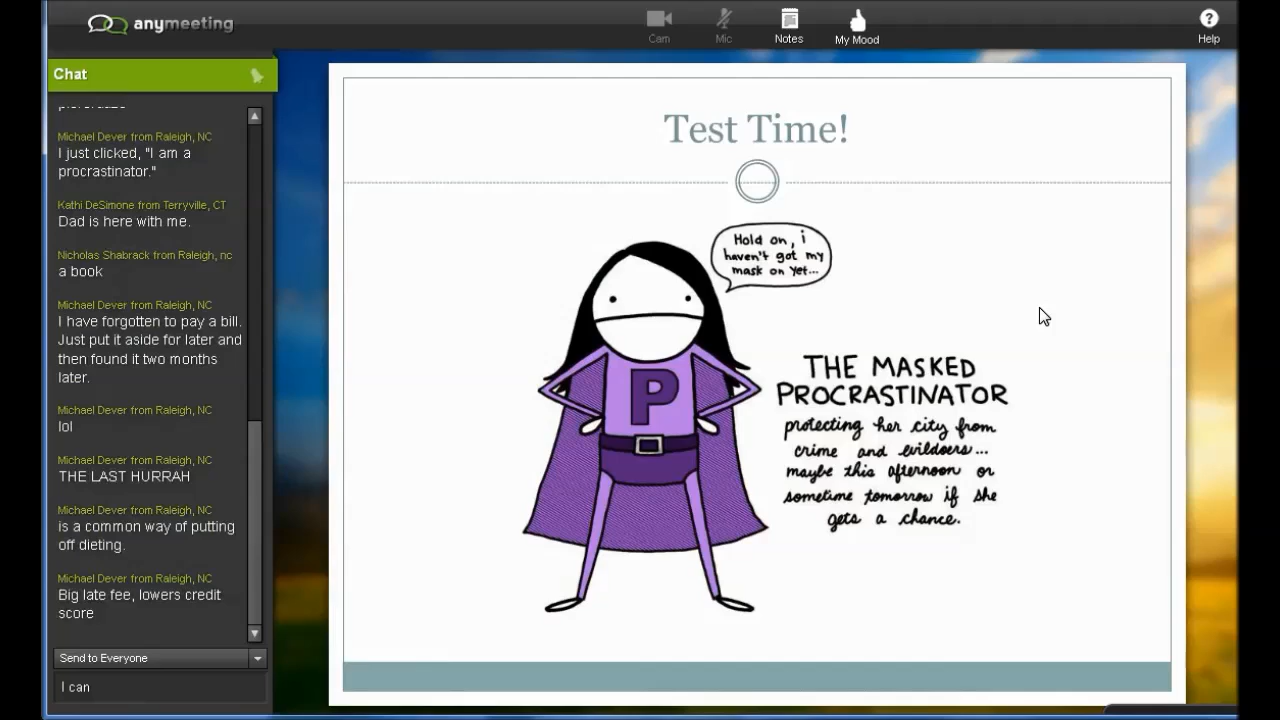 anymeeting
Cam
Mic
Notes
My Mood
Help
Chat
Michael Dever from Raleigh, NC
I just clicked, "I am a
procrastinator."
Kathi DeSimone from Terryville, CT
Dad is here with me.
Nicholas Shabrack from Raleigh, nc
a book
Michael Dever from Raleigh, NC
I have forgotten to pay a bill.
Just put it aside for later and
then found it two months
later.
Michael Dever from Raleigh, NC
lol
Michael Dever from Raleigh, NC
THE LAST HURRAH
Michael Dever from Raleigh, NC
is a common way of putting
off dieting.
Michael Dever from Raleigh, NC
Big late fee, lowers credit
score
Send to Everyone
I can
Test Time!
Hold on, i
haven't got my
mask on yet...
P
THE MASKED
PROCRASTINATOR
protecting her city from
crime and evildoers...
maybe this afternoon or
sometime tomorrow if she
gets a chance.